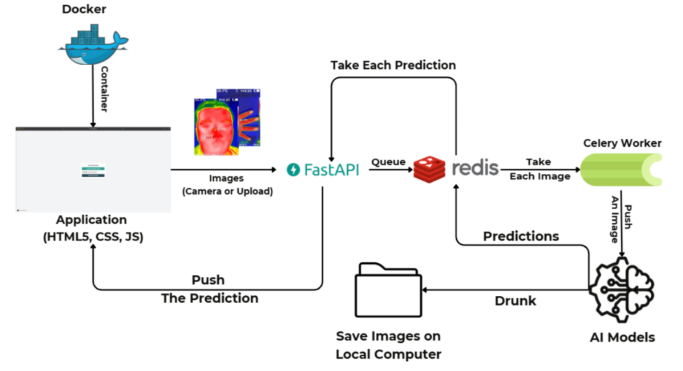 Docker
Container
Take Each Prediction
Images
(Camera or Upload)
FastAPI
Queue
redis
Take
Each Image
Celery Worker
Push
An Image
Application
(HTML5, CSS, JS)
Push
The Prediction
Predictions
Drunk
Save Images on
Local Computer
AI Models